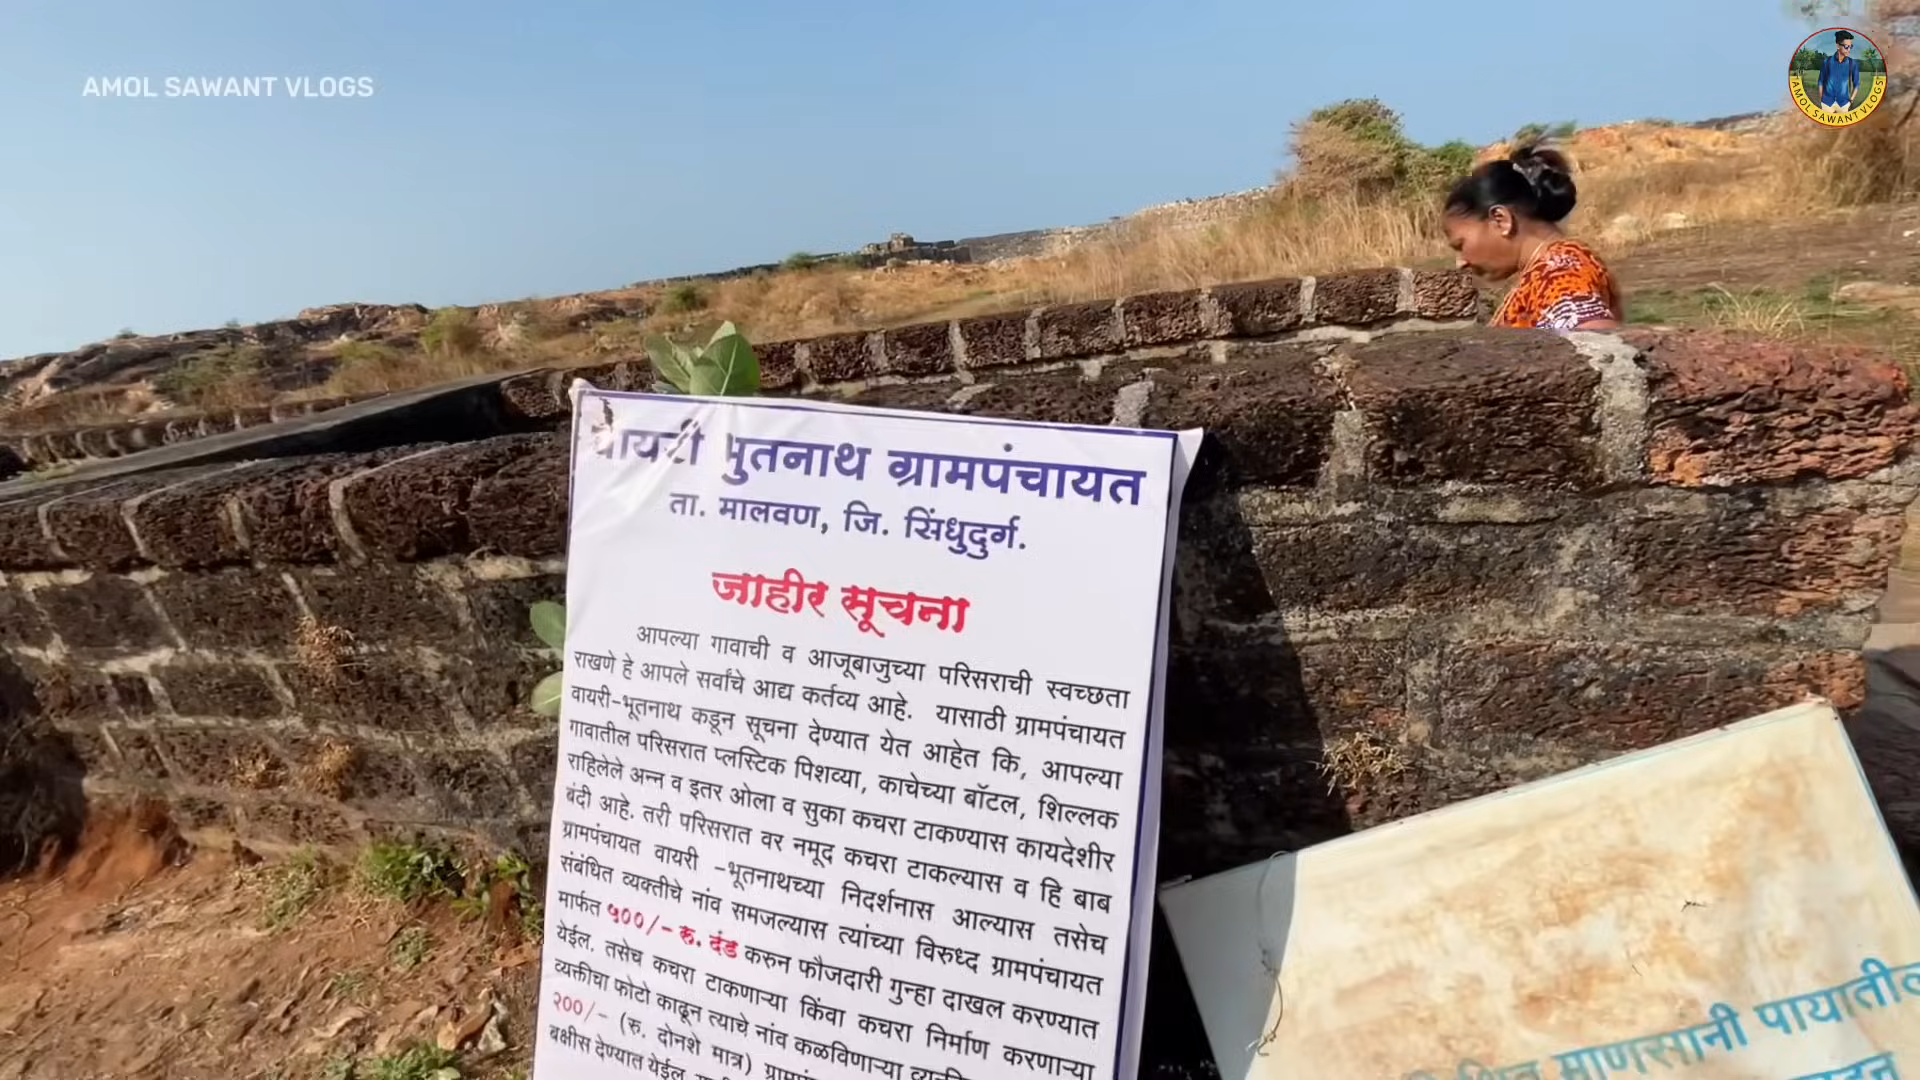 AMOL SAWANT VLOGS
AMOL SAWANT VLOGS
वायरी भुतनाथ ग्रामपंचायत
ता. मालवण, जि. सिंधुदुर्ग.
जाहीर सूचना
आपल्या गावाची व आजूबाजुच्या परिसराची स्वच्छता
राखणे हे आपले सर्वांचे आद्य कर्तव्य आहे. यासाठी ग्रामपंचायत
वायरी-भूतनाथ कडून सूचना देण्यात येत आहेत कि, आपल्या
गावातील परिसरात प्लस्टिक पिशव्या, काचेच्या बॉटल, शिल्लक
राहिलेले अन्न व इतर ओला व सुका कचरा टाकण्यास कायदेशीर
बंदी आहे. तरी परिसरात वर नमूद कचरा टाकल्यास व हि बाब
ग्रामपंचायत वायरी -भूतनाथच्या निदर्शनास आल्यास तसेच
संबंधित व्यक्तीचे नांव समजल्यास त्यांच्या विरुध्द ग्रामपंचायत
मार्फत ५००/- रु. दंड करुन फौजदारी गुन्हा दाखल करण्यात
येईल. तसेच कचरा टाकणाऱ्या किंवा कचरा निर्माण करणाऱ्या
व्यक्तीचा फोटो काढून त्याचे नांव कळविणाऱ्या
२००/- (रु. दोनशे मात्र)
बक्षीस देण्यात येईल.
माणसानी पायातील